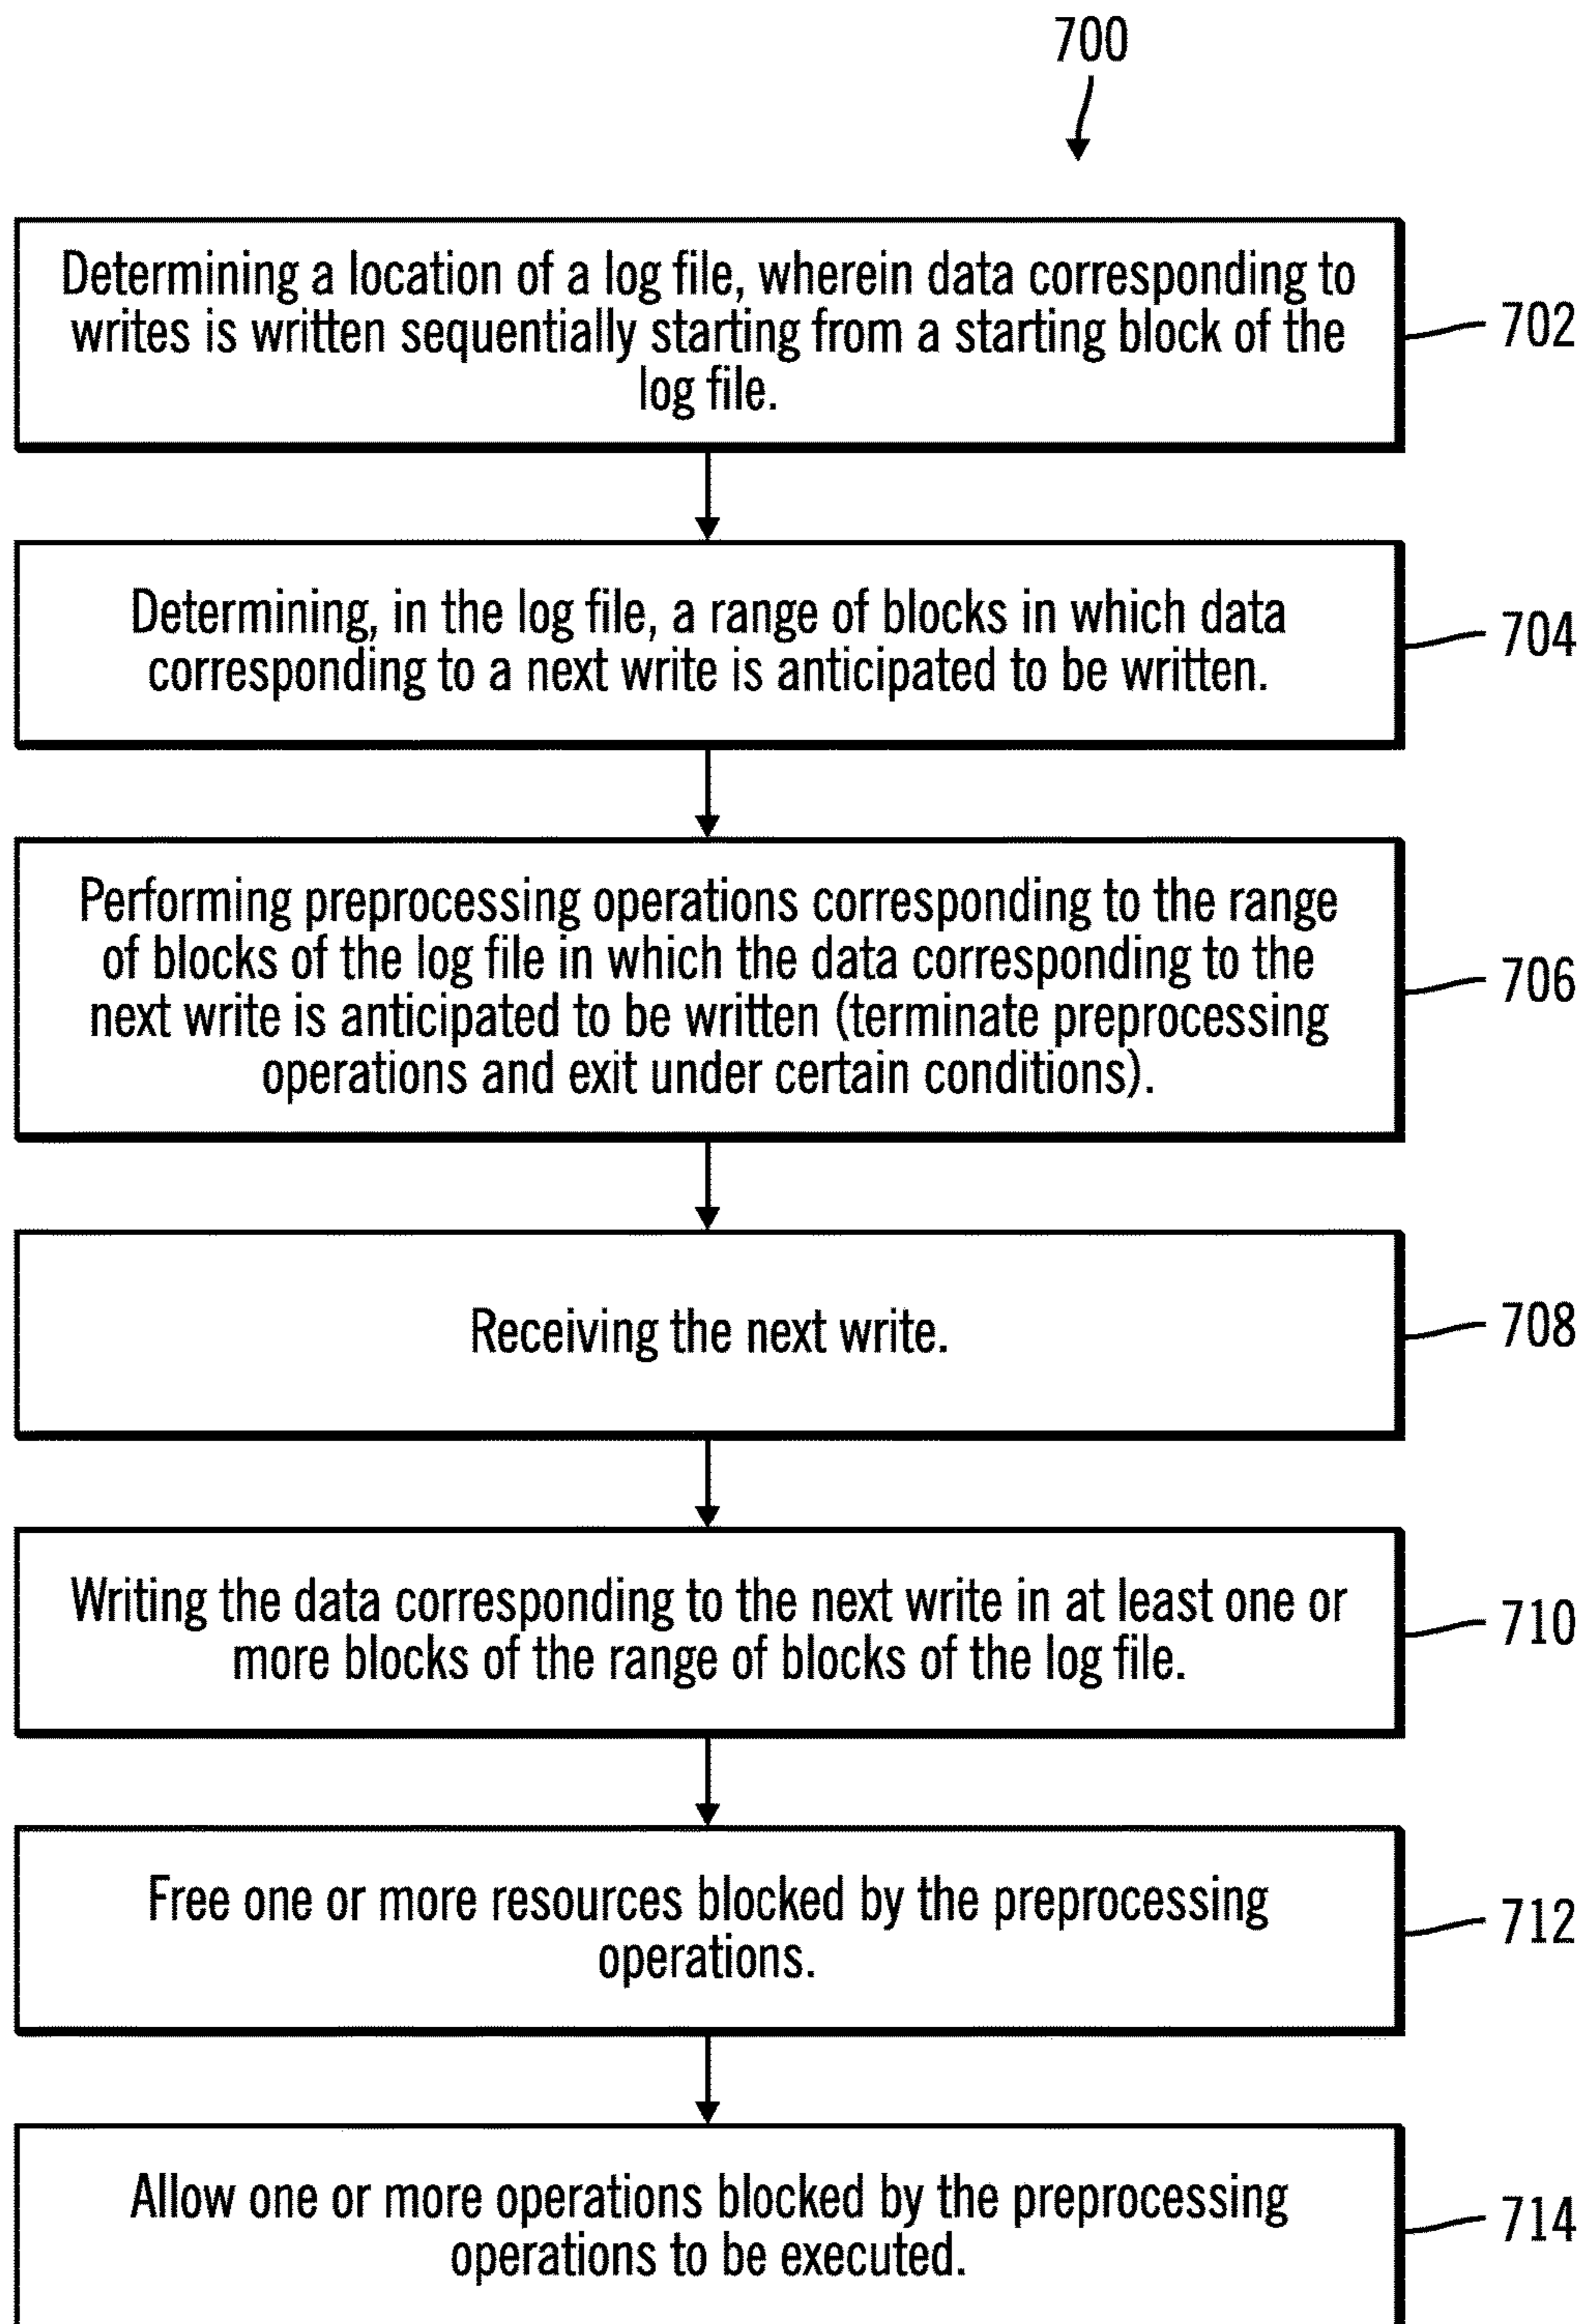 700
Determining a location of a log file, wherein data corresponding to
writes is written sequentially starting from a starting block of the
log file.
702
Determining, in the log file, a range of blocks in which data
corresponding to a next write is anticipated to be written.
704
Performing preprocessing operations corresponding to the range
of blocks of the log file in which the data corresponding to the
next write is anticipated to be written (terminate preprocessing
operations and exit under certain conditions).
706
Receiving the next write.
708
Writing the data corresponding to the next write in at least one or
more blocks of the range of blocks of the log file.
710
Free one or more resources blocked by the preprocessing
operations.
712
Allow one or more operations blocked by the preprocessing
operations to be executed.
714